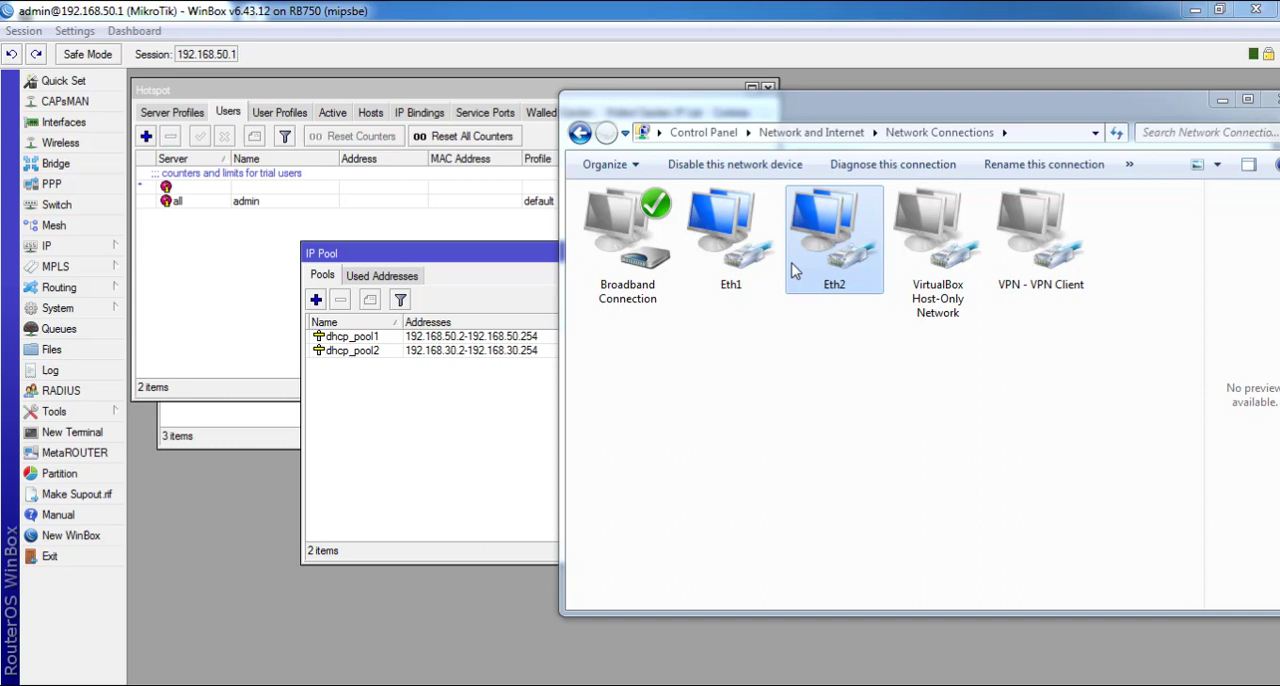 admin@192.168.50.1 (MikroTik) - WinBox v6.43.12 on RB750 (mipsbe)
Session Settings Dashboard
Safe Mode Session: 192.168.50.1
Quick Set
CAPsMAN
Interfaces
Wireless
Bridge
PPP
Switch
Mesh
IP
MPLS
Routing
System
Queues
Files
Log
RADIUS
Tools
New Terminal
MetaROUTER
Partition
Make Supout.rif
Manual
New WinBox
Exit
RouterOS WinBox
Hotspot
Server Profiles Users User Profiles Active Hosts IP Bindings Service Ports Walled
00 Reset Counters 00 Reset All Counters
Server / Name Address MAC Address Profile
;;; counters and limits for trial users
all admin default
2 items
3 items
IP Pool
Pools Used Addresses
Name / Addresses
dhcp_pool1 192.168.50.2-192.168.50.254
dhcp_pool2 192.168.30.2-192.168.30.254
2 items
Control Panel Network and Internet Network Connections
Search Network Connectio...
Organize Disable this network device Diagnose this connection Rename this connection »
Broadband
Connection
Eth1
Eth2
VirtualBox
Host-Only
Network
VPN - VPN Client
No preview
available.